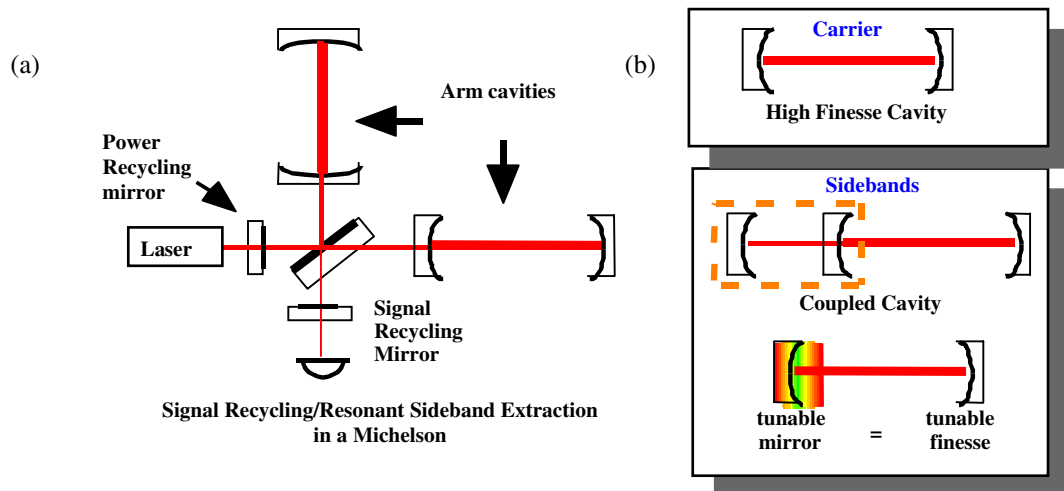 (a)
Arm cavities
Power
Recycling
mirror
Laser
Signal
Recycling
Mirror
Signal Recycling/Resonant Sideband Extraction
in a Michelson
(b)
Carrier
High Finesse Cavity
Sidebands
Coupled Cavity
tunable
mirror
=
tunable
finesse